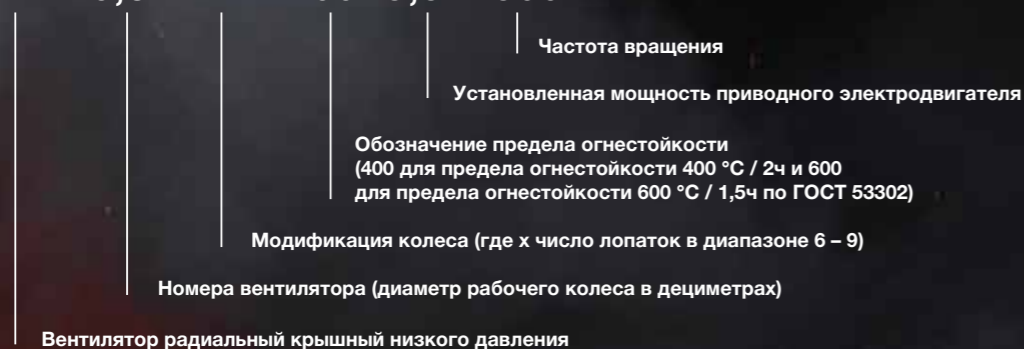 Частота вращения
Установленная мощность приводного электродвигателя
Обозначение предела огнестойкости
(400 для предела огнестойкости 400 °С / 2ч и 600
для предела огнестойкости 600 °С / 1,5ч по ГОСТ 53302)
Модификация колеса (где х число лопаток в диапазоне 6 – 9)
Номера вентилятора (диаметр рабочего колеса в дециметрах)
Вентилятор радиальный крышный низкого давления